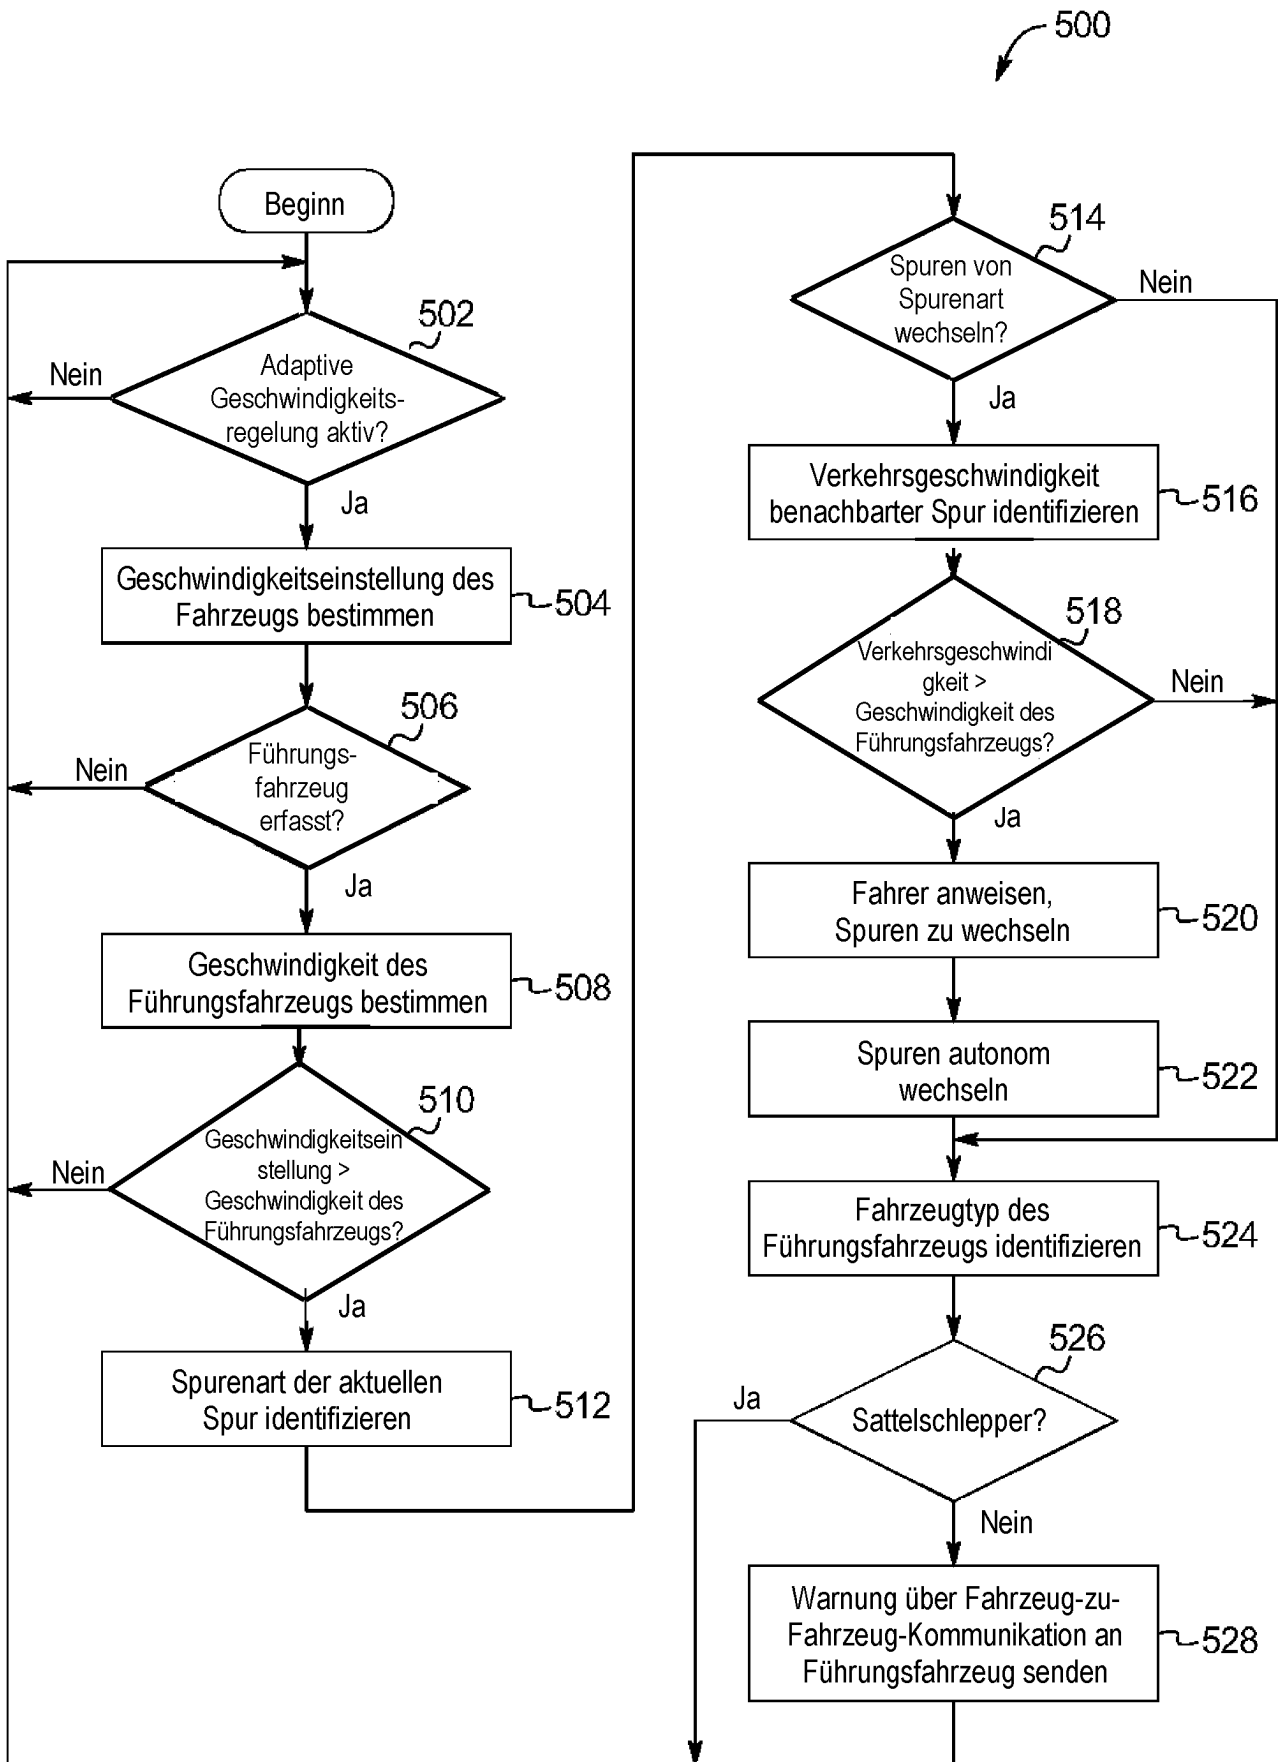 500
Beginn
502
Adaptive
Geschwindigkeits-
regelung aktiv?
Nein
Ja
Geschwindigkeitseinstellung des
Fahrzeugs bestimmen
504
506
Führungs-
fahrzeug
erfasst?
Nein
Ja
Geschwindigkeit des
Führungsfahrzeugs bestimmen
508
510
Geschwindigkeitsein
stellung >
Geschwindigkeit des
Führungsfahrzeugs?
Nein
Ja
Spurenart der aktuellen
Spur identifizieren
512
514
Spuren von
Spurenart
wechseln?
Nein
Ja
Verkehrsgeschwindigkeit
benachbarter Spur identifizieren
516
518
Verkehrsgeschwindi
gkeit >
Geschwindigkeit des
Führungsfahrzeugs?
Nein
Ja
Fahrer anweisen,
Spuren zu wechseln
520
Spuren autonom
wechseln
522
Fahrzeugtyp des
Führungsfahrzeugs identifizieren
524
526
Sattelschlepper?
Ja
Nein
Warnung über Fahrzeug-zu-
Fahrzeug-Kommunikation an
Führungsfahrzeug senden
528